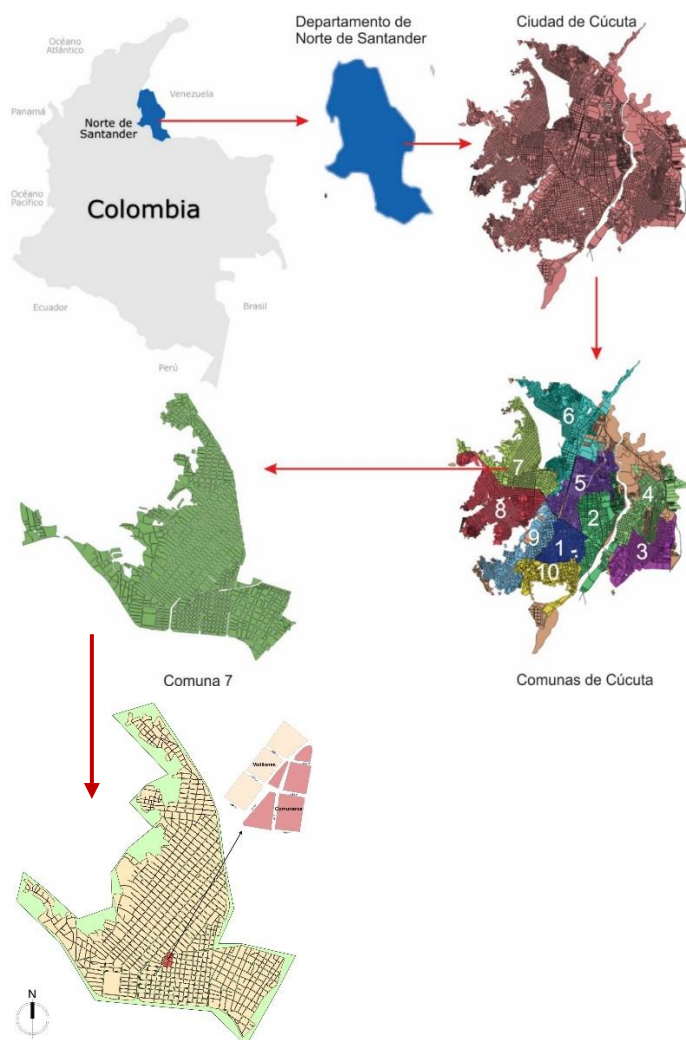 Departamento de
Norte de Santander
Ciudad de Cúcuta
Océano
Atlántico
Venezuela
Panamá
Norte de
Santander
Océano
Pacífico
Colombia
Ecuador
Brasil
Perú
6
7
5
4
8
2
9
1
3
10
Comuna 7
Comunas de Cúcuta
Comuneros
N